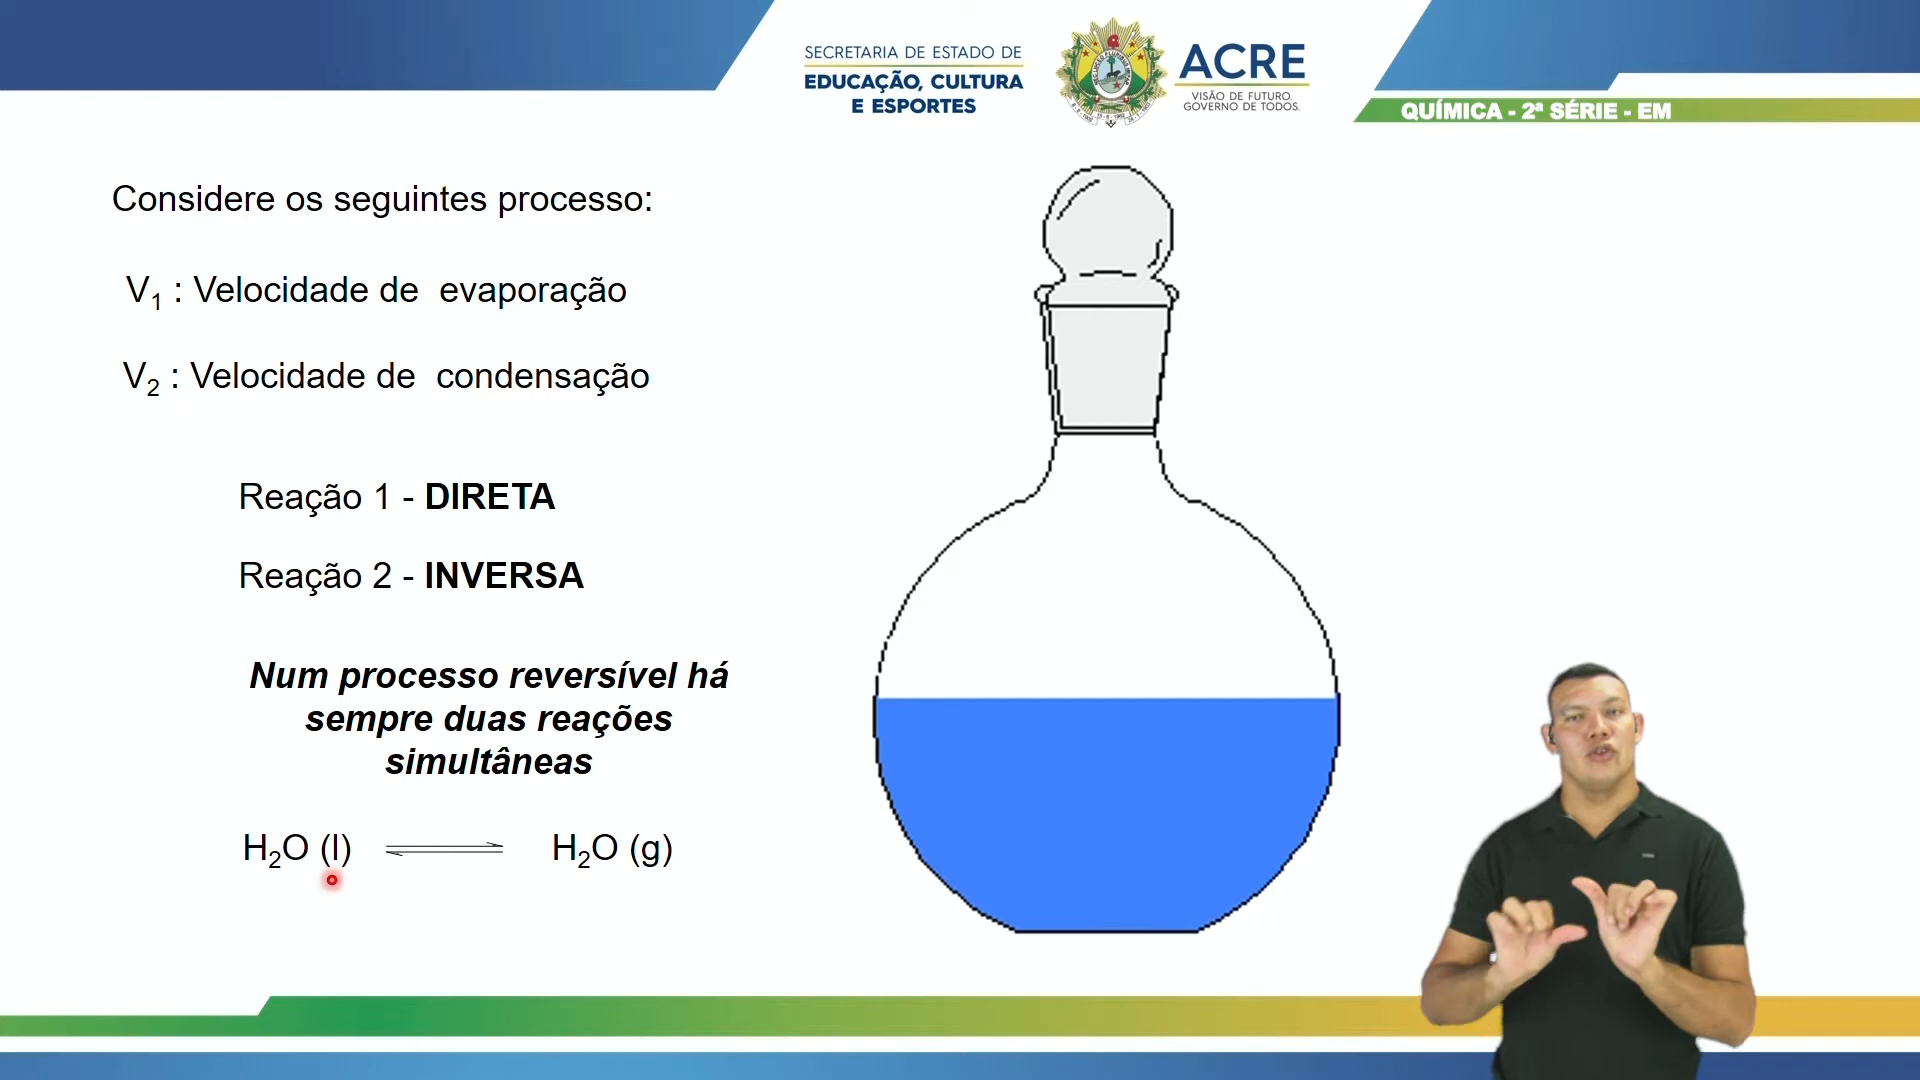 SECRETARIA DE ESTADO DE
EDUCAÇÃO, CULTURA
E ESPORTES
ACRE
VISÃO DE FUTURO.
GOVERNO DE TODOS.
QUÍMICA - 2ª SÉRIE - EM
Considere os seguintes processo:
V₁ : Velocidade de evaporação
V₂ : Velocidade de condensação
Reação 1 - DIRETA
Reação 2 - INVERSA
Num processo reversível há
sempre duas reações
simultâneas
H₂O (l) ⇌ H₂O (g)